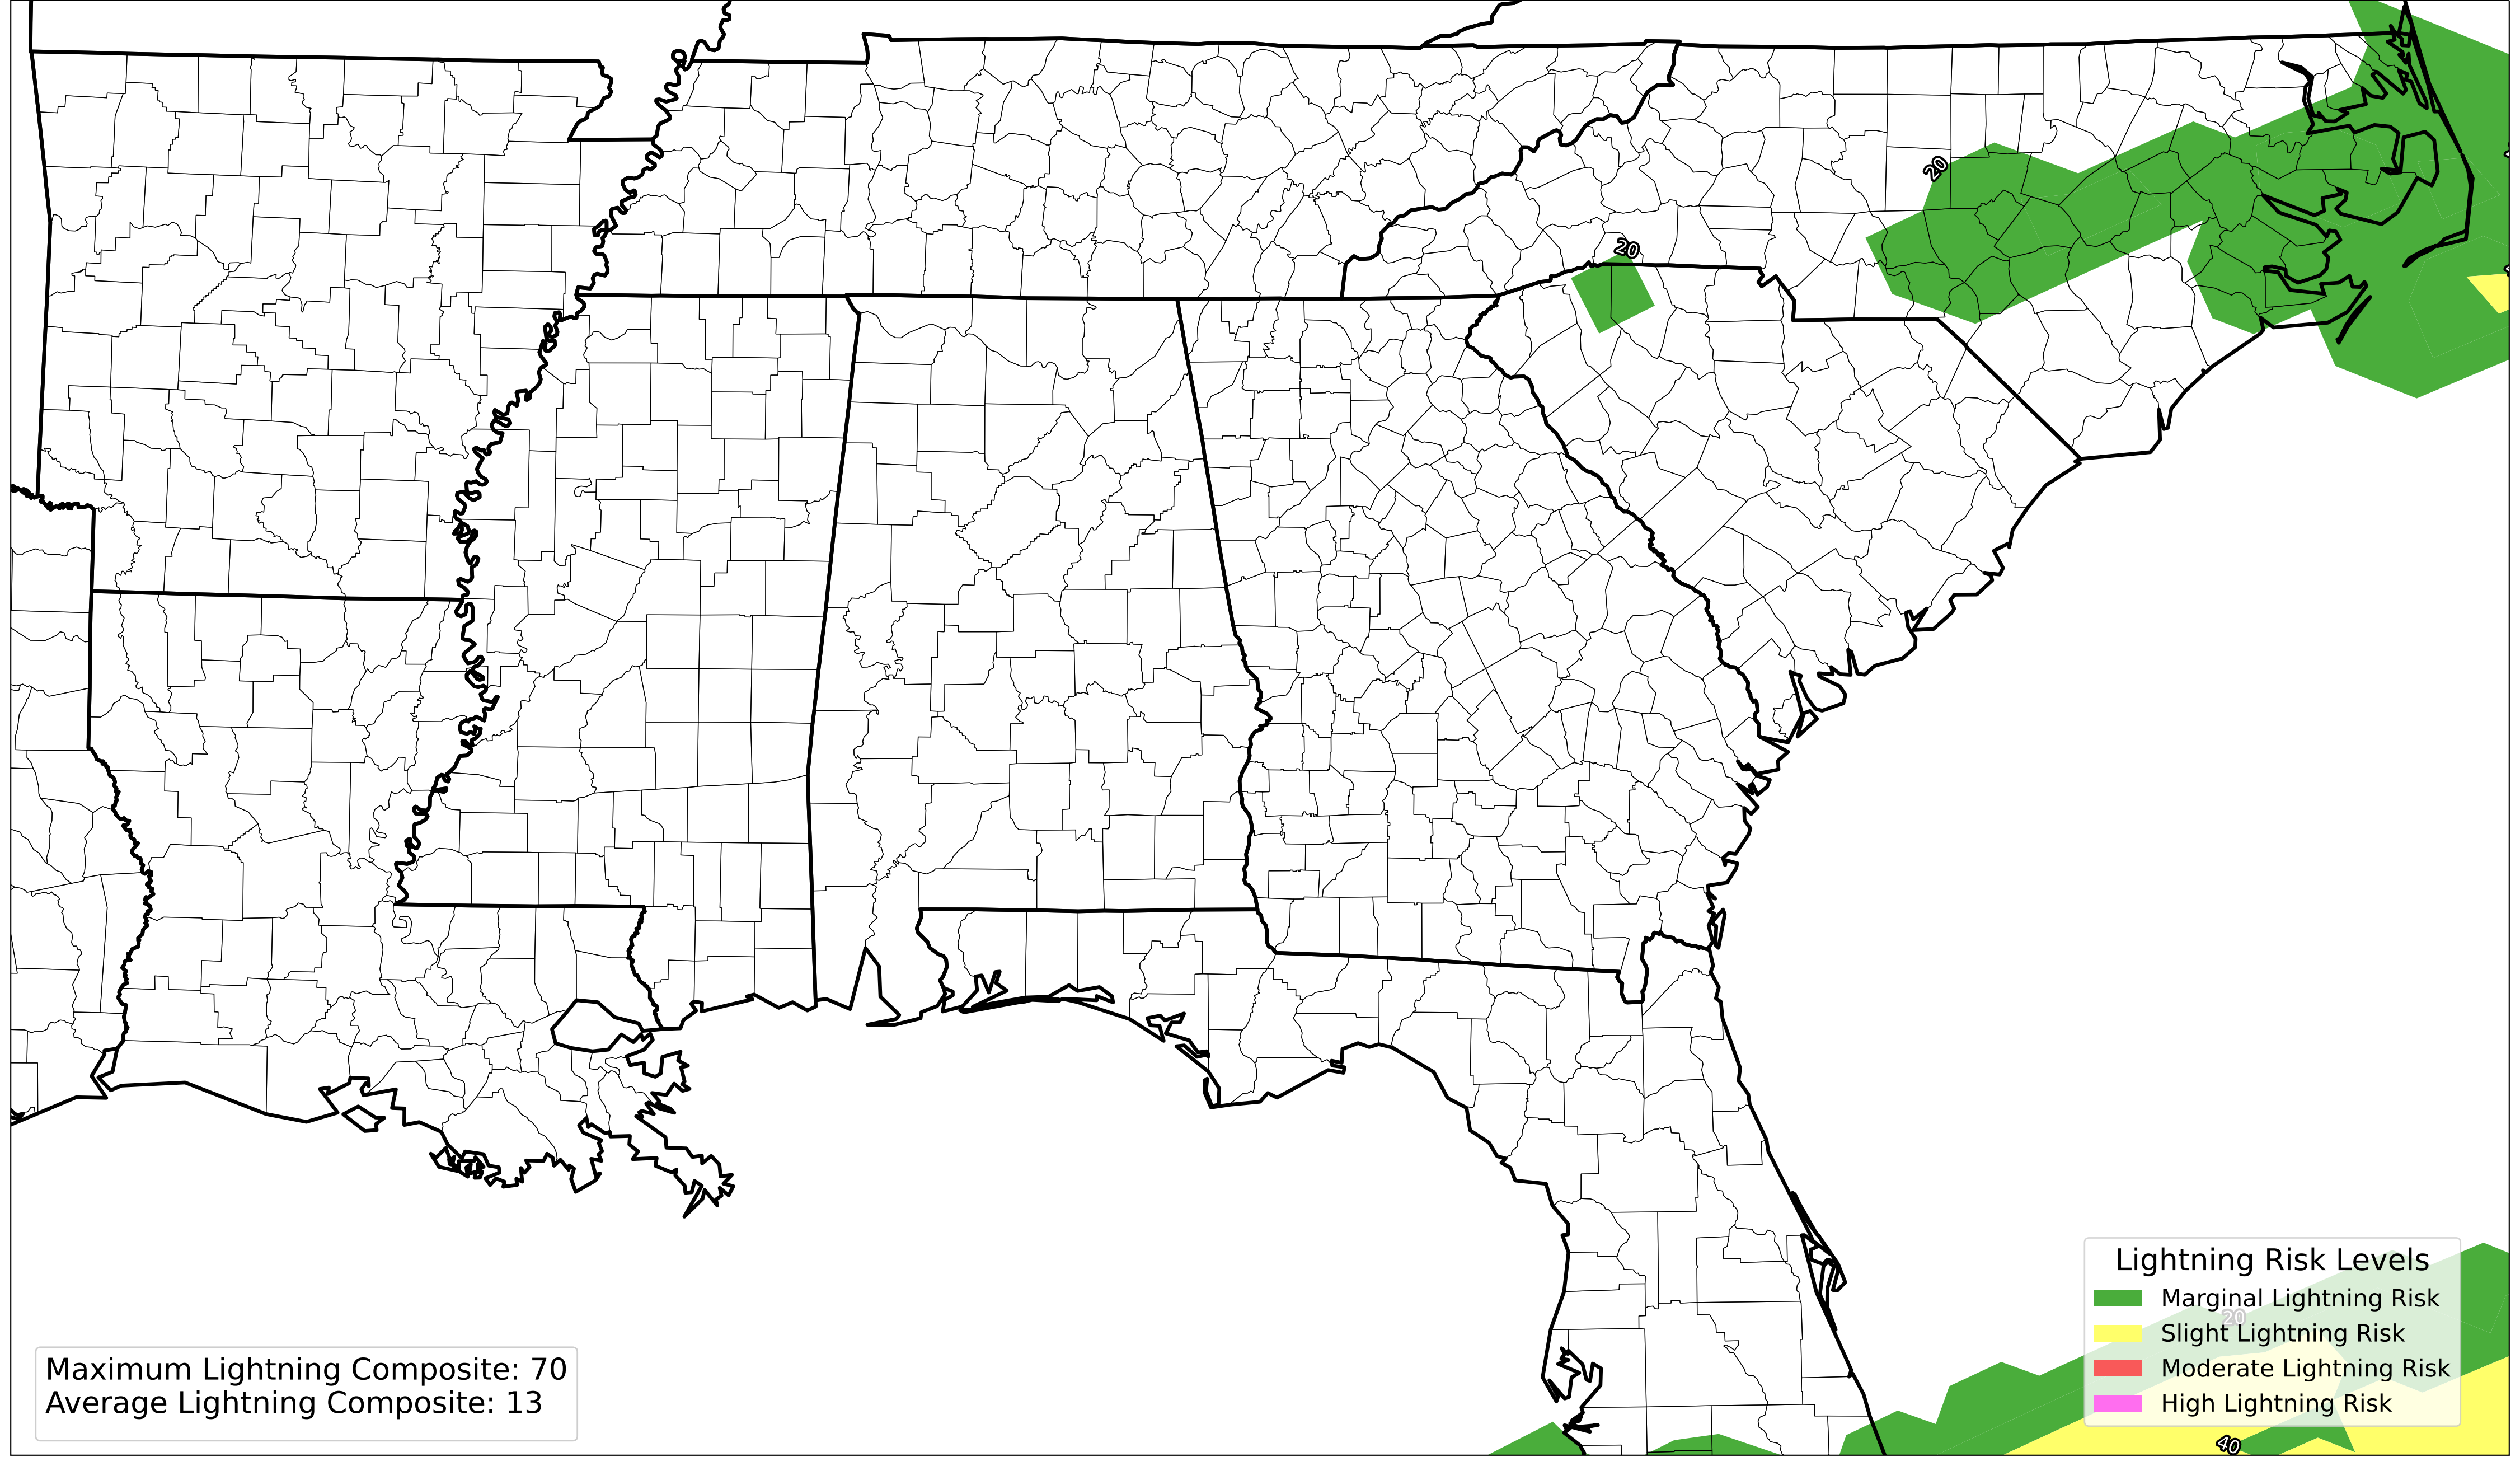 20
20
Lightning Risk Levels
20
Marginal Lightning Risk
Slight Lightning Risk
Moderate Lightning Risk
High Lightning Risk
Maximum Lightning Composite: 70
Average Lightning Composite: 13
40